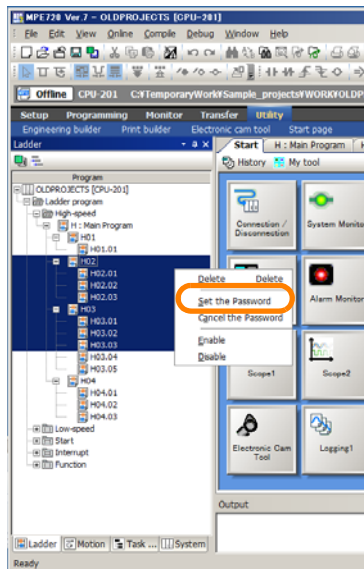 MPE720 Ver.7 - OLDPROJECTS [CPU-201]
File Edit View Online Compile Debug Window Help
Offline CPU-201 C:¥TemporaryWork¥Sample_projects¥WORK¥OLDP
Setup Programming Monitor Transfer Utility
Engineering builder Print builder Electronic cam tool Start page
Ladder
Start H : Main Program
History My tool
Program
OLDPROJECTS [CPU-201]
Ladder program
High-speed
H : Main Program
H01
H01.01
H02
H02.01
H02.02
H02.03
H03
H03.01
H03.02
H03.03
H03.04
H03.05
H04
H04.01
H04.02
H04.03
Low-speed
Start
Interrupt
Function
Delete Delete
Set the Password
Cancel the Password
Enable
Disable
Connection / Disconnection
System Monito
Alarm Monitor
Scope1
Scope2
Electronic Cam Tool
Logging1
Output
Ladder Motion Task ... System
Ready